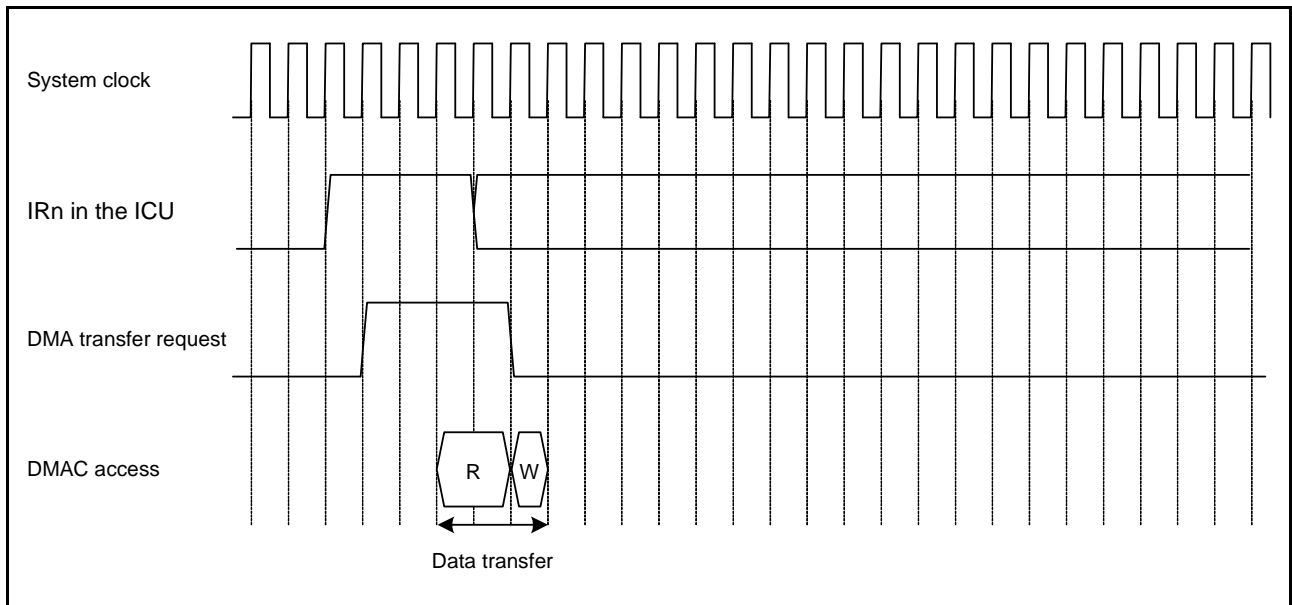 System clock
IRn in the ICU
DMA transfer request
DMAC access
R
W
Data transfer